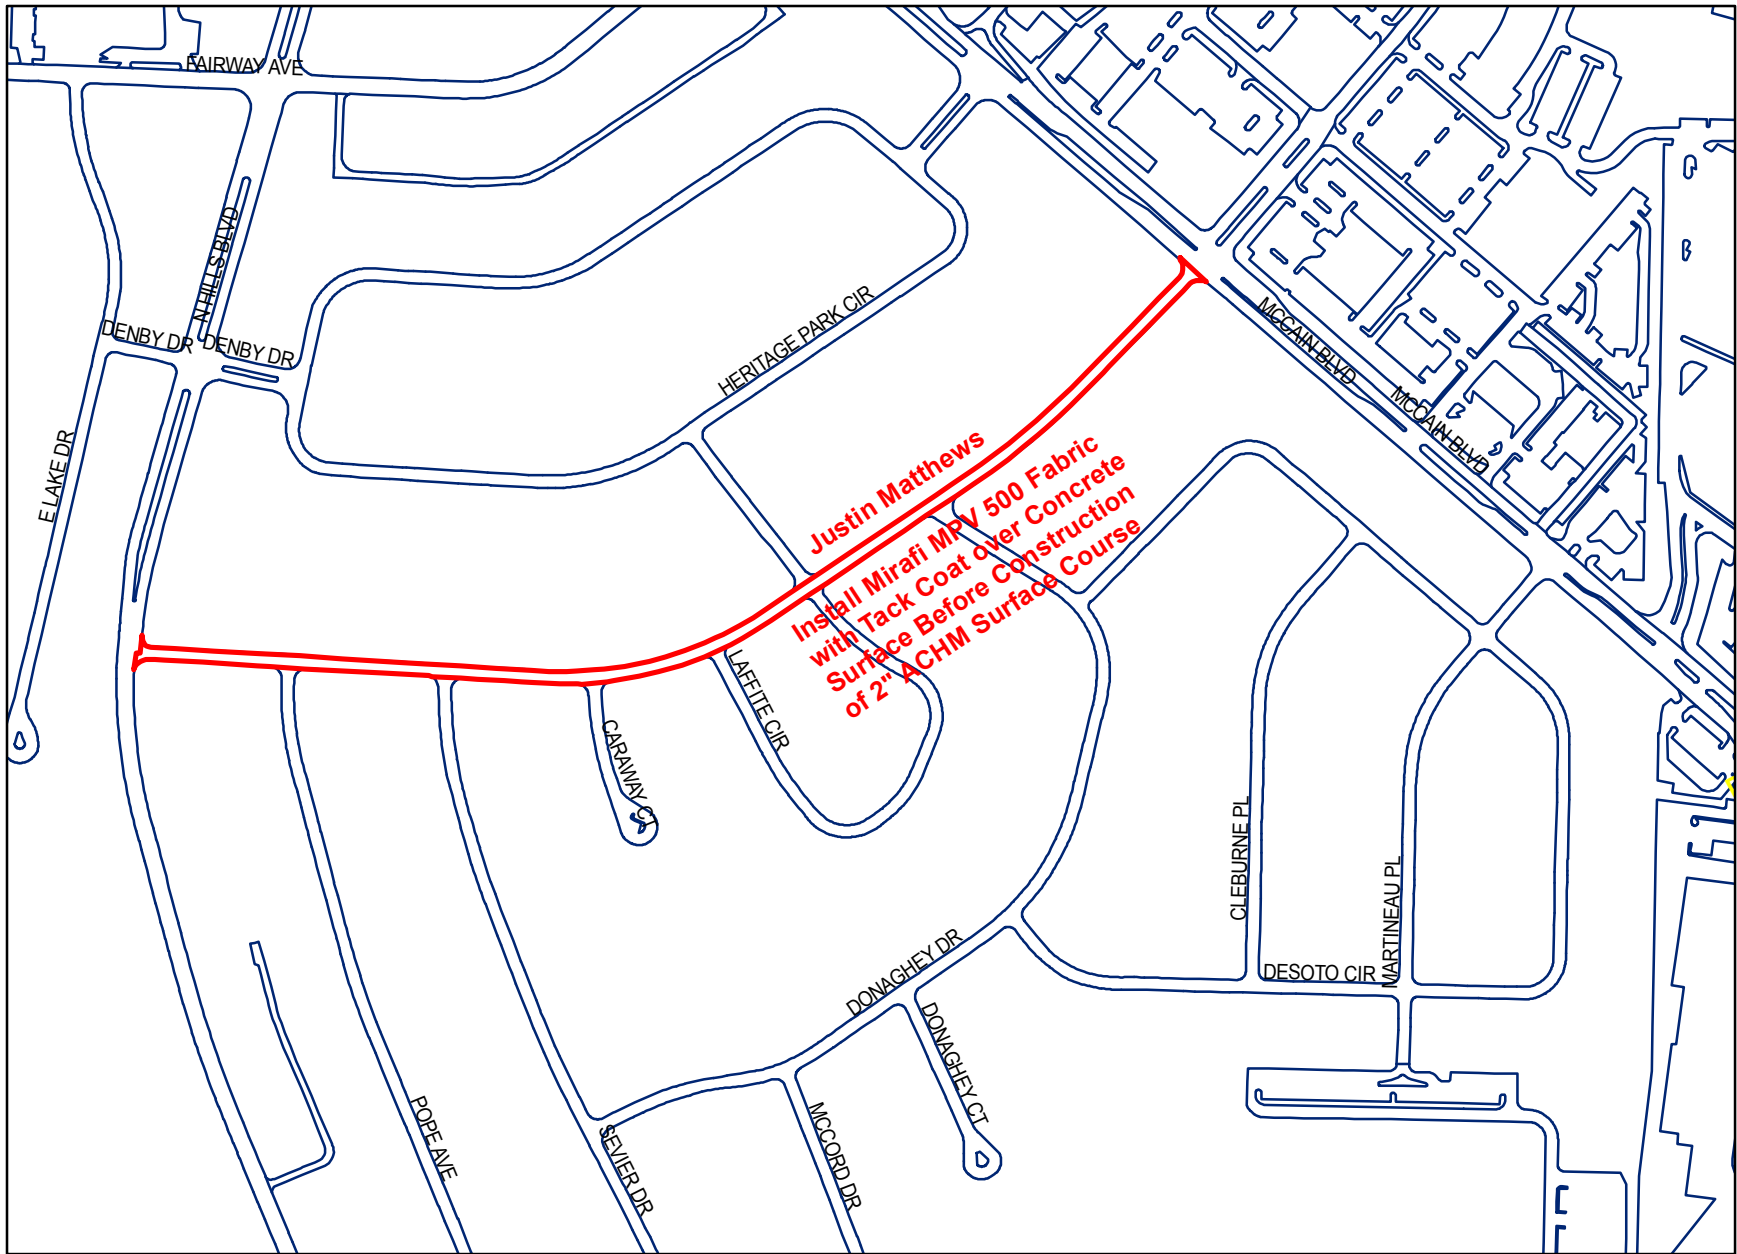 FAIRWAY AVE
N HILLS BLVD
DENBY DR
DENBY DR
E LAKE DR
HERITAGE PARK CIR
MCCAIN BLVD
MCCAIN BLVD
Justin Matthews
Install Mirafi MPV 500 Fabric
with Tack Coat over Concrete
Surface Before Construction
of 2" ACHM Surface Course
LAFFITE CIR
CARAWAY CT
CLEBURNE PL
MARTINEAU PL
DESOTO CIR
DONAGHEY DR
DONAGHEY CT
POPE AVE
SEVIER DR
MCCORD DR